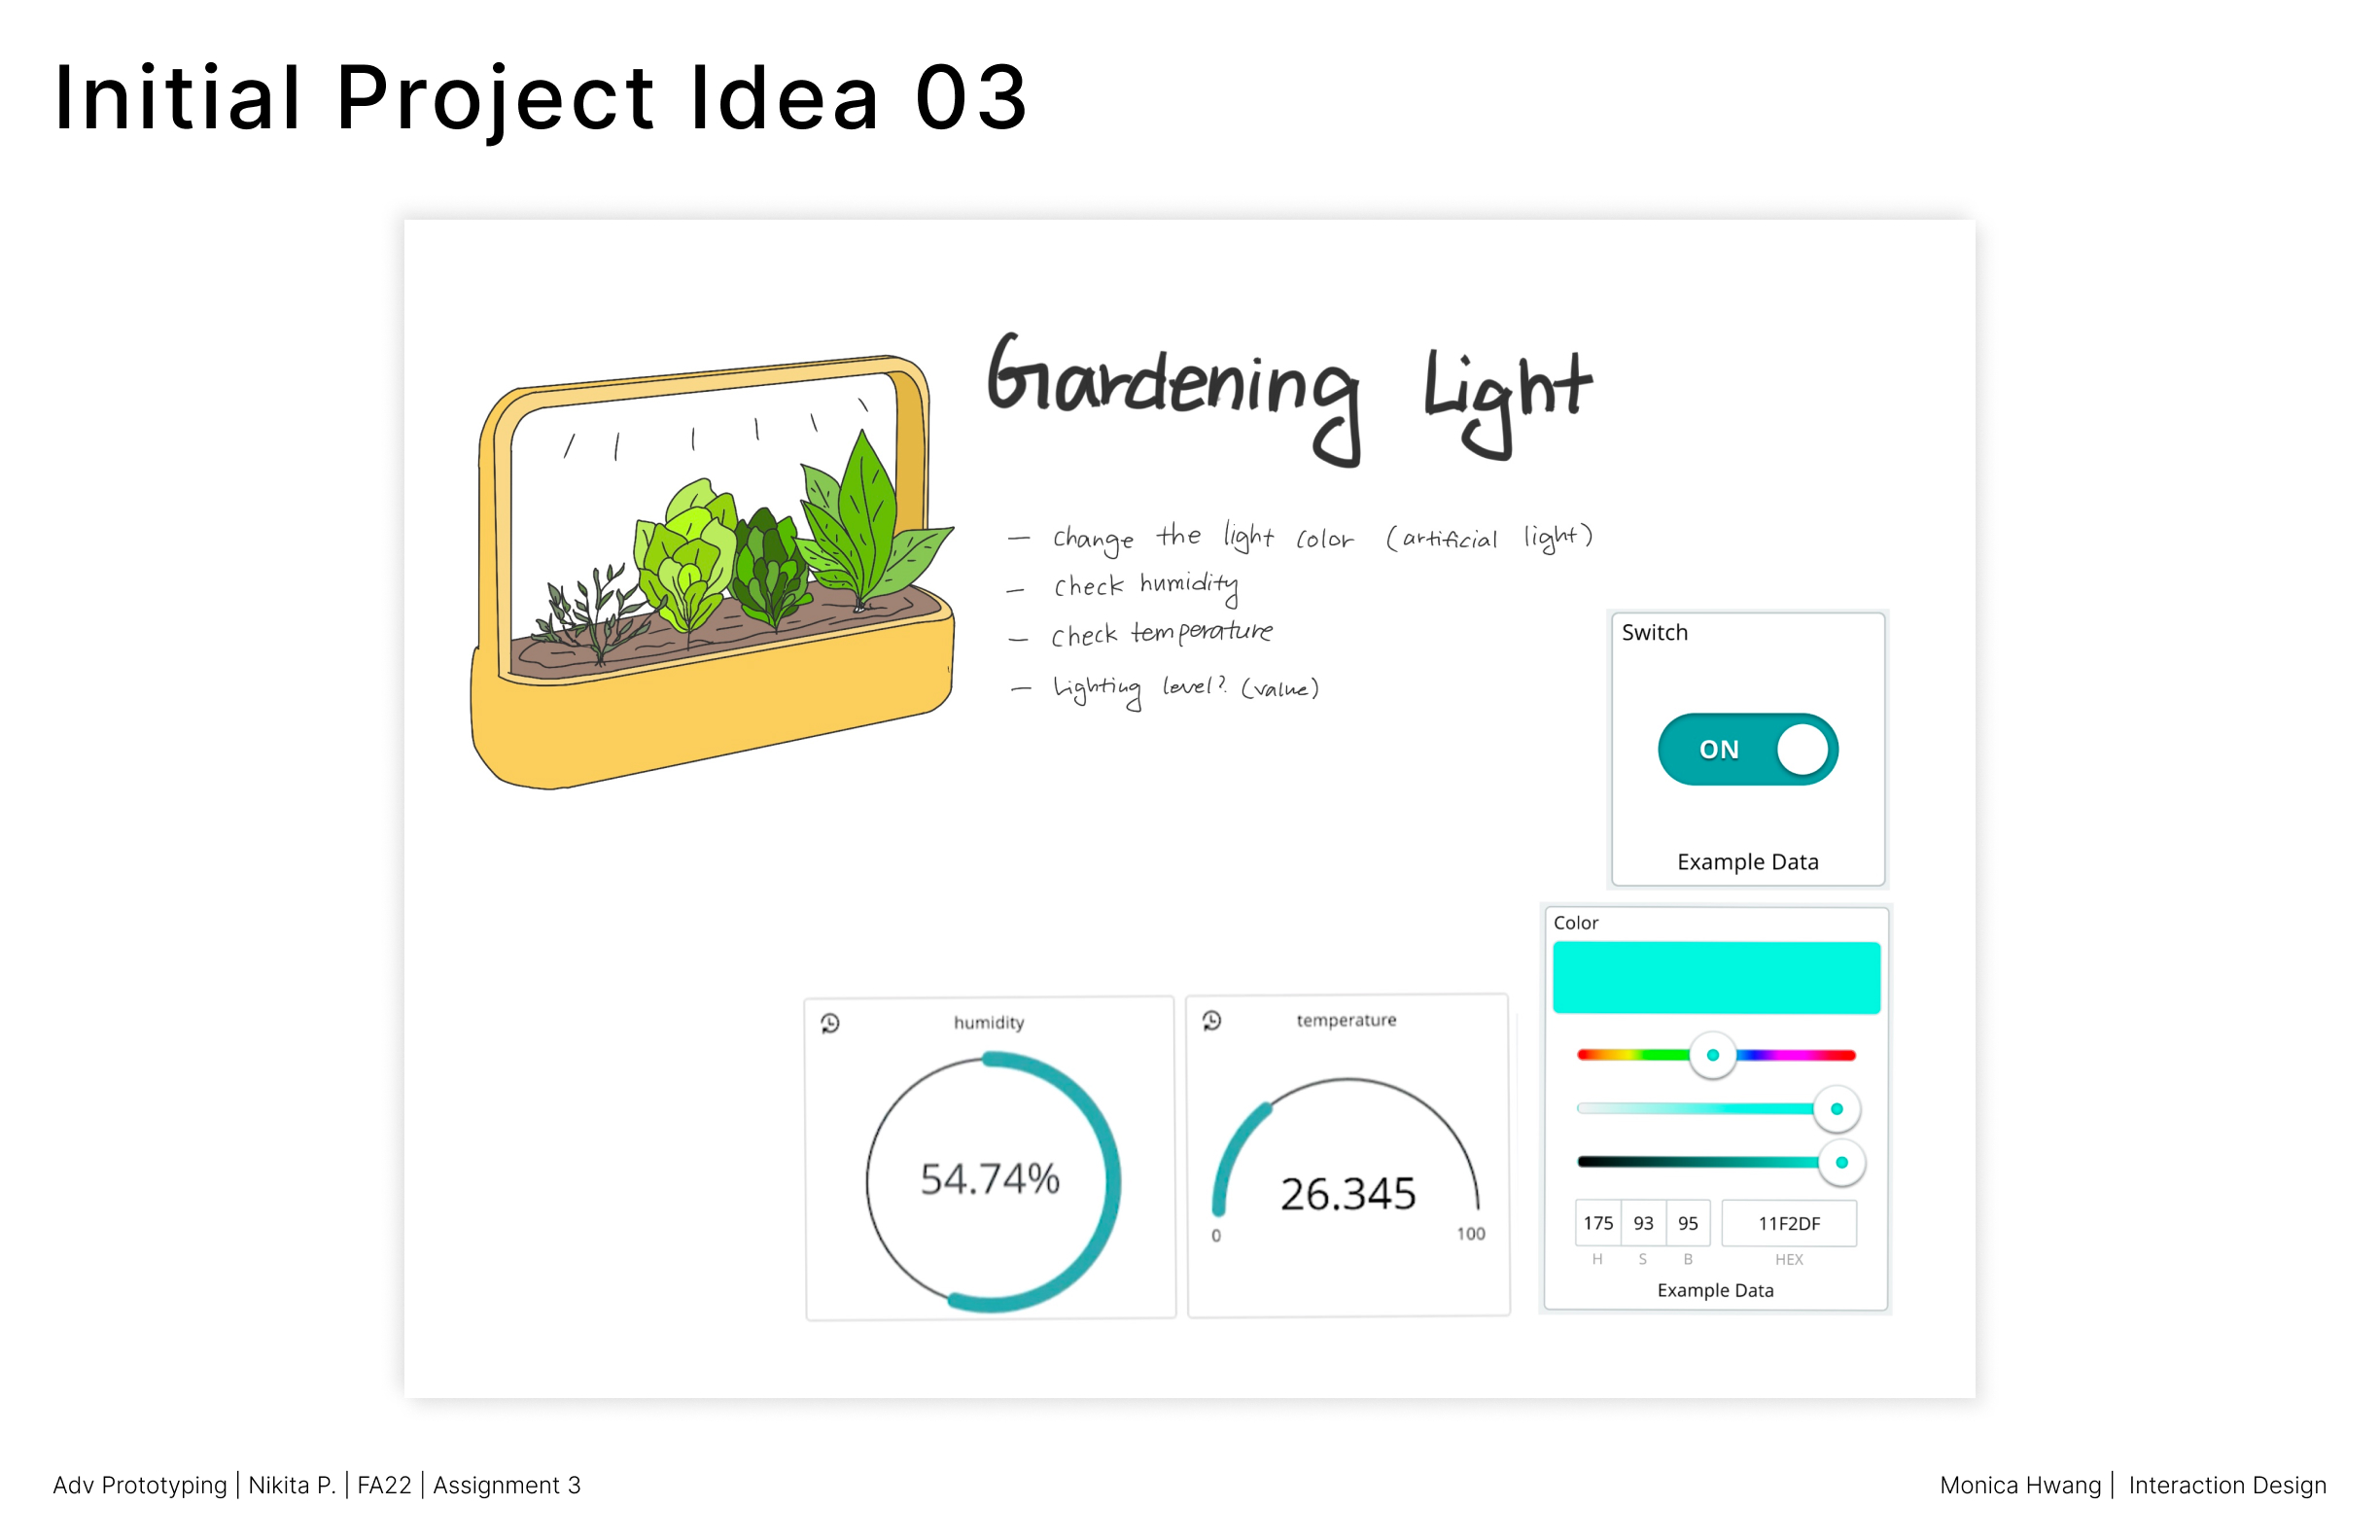 Initial Project Idea 03
Gardening Light
— change the light color (artificial light)
— check humidity
— check temperature
— Lighting level? (value)
Switch
ON
Example Data
humidity
54.74%
temperature
26.345
0
100
Color
175 93 95 11F2DF
H S B HEX
Example Data
Adv Prototyping | Nikita P. | FA22 | Assignment 3
Monica Hwang | Interaction Design